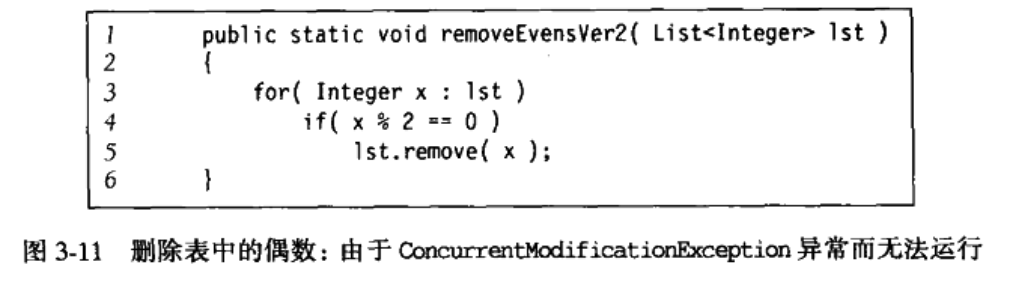 1 public static void removeEvensVer2( List<Integer> lst )
2 {
3 for( Integer x : lst )
4 if( x % 2 == 0 )
5 lst.remove( x );
6 }
图 3-11 删除表中的偶数：由于 ConcurrentModificationException 异常而无法运行